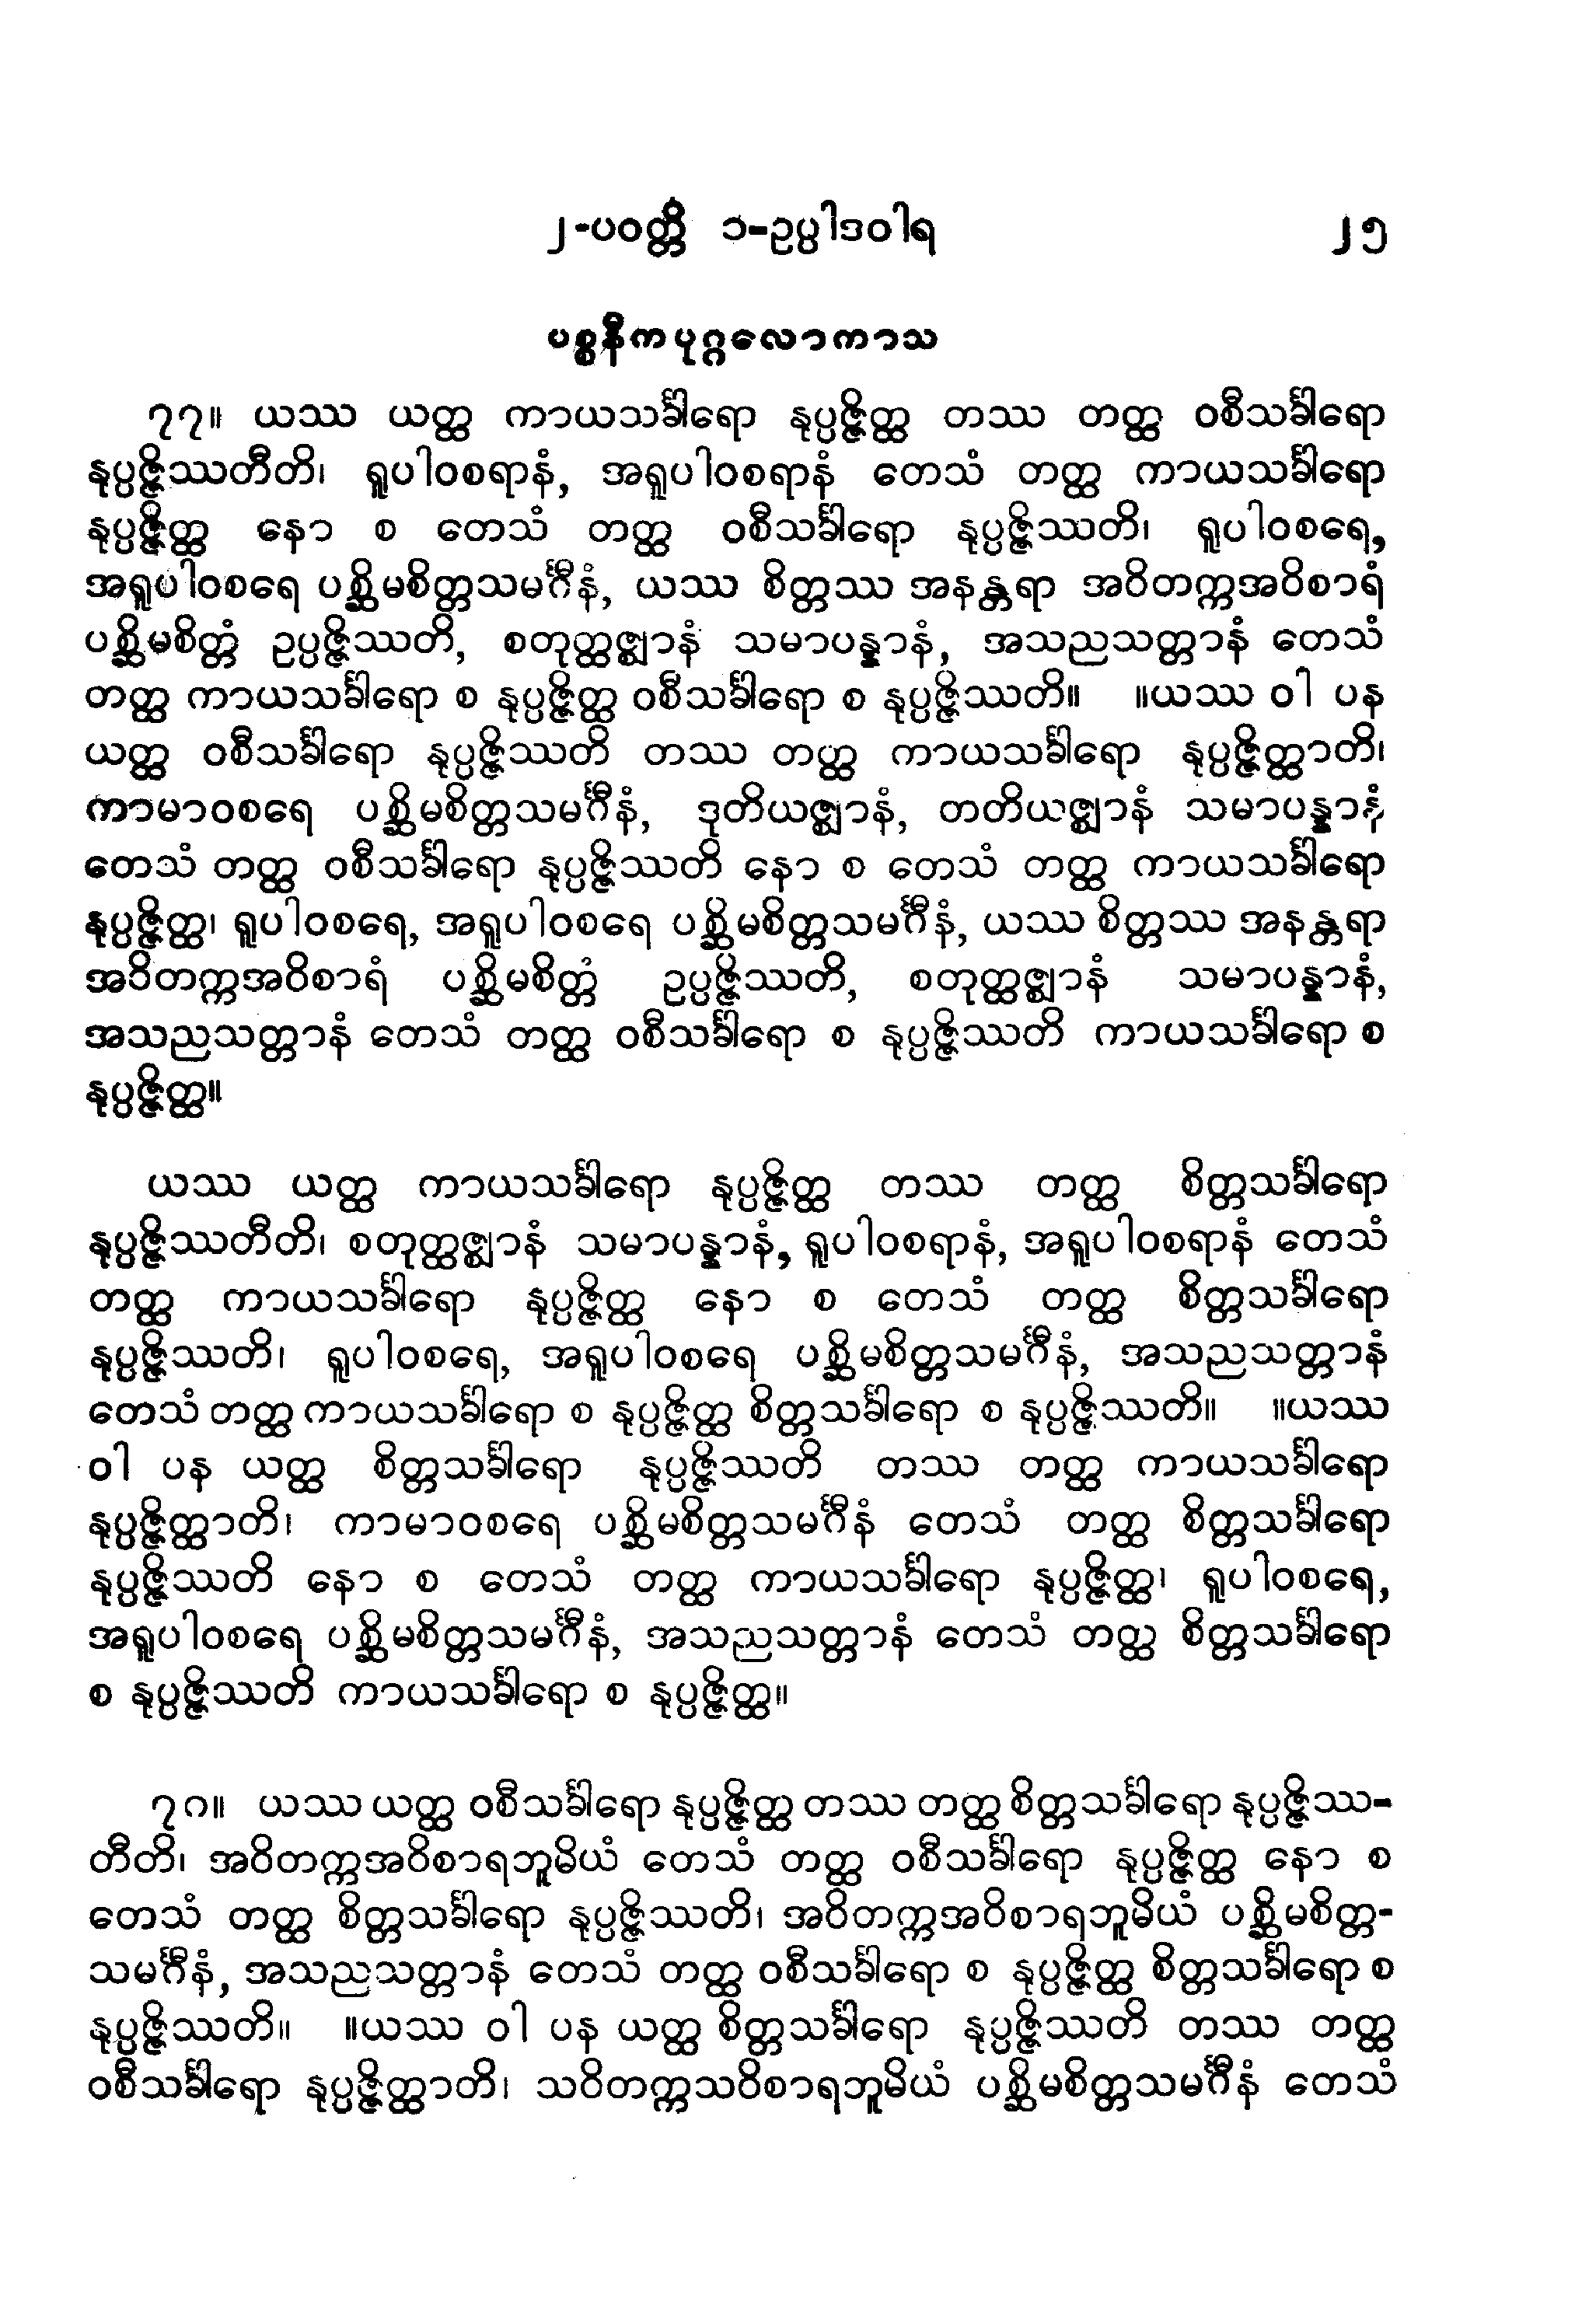 ၂-ပဝတ္တိ ၁-ဥပ္ပါဒဝါရ ၂၅
ပစ္စနီကပုဂ္ဂလောကာသ
၇၇။ ယဿ ယတ္ထ ကာယသင်္ခါရော နုပ္ပဇ္ဇိတ္ထ တဿ တတ္ထ ဝစီသင်္ခါရော
နုပ္ပဇ္ဇိဿတီတိ၊ ရူပါဝစရာနံ, အရူပါဝစရာနံ တေသံ တတ္ထ ကာယသင်္ခါရော
နုပ္ပဇ္ဇိတ္ထ နော စ တေသံ တတ္ထ ဝစီသင်္ခါရော နုပ္ပဇ္ဇိဿတိ၊ ရူပါဝစရေ,
အရူပါဝစရေ ပစ္ဆိမစိတ္တသမင်္ဂီနံ, ယဿ စိတ္တဿ အနန္တရာ အဝိတက္ကအဝိစာရံ
ပစ္ဆိမစိတ္တံ ဥပ္ပဇ္ဇိဿတိ, စတုတ္ထဇ္ဈာနံ သမာပန္နာနံ, အသညသတ္တာနံ တေသံ
တတ္ထ ကာယသင်္ခါရော စ နုပ္ပဇ္ဇိတ္ထ ဝစီသင်္ခါရော စ နုပ္ပဇ္ဇိဿတိ။ ။ယဿ ဝါ ပန
ယတ္ထ ဝစီသင်္ခါရော နုပ္ပဇ္ဇိဿတိ တဿ တတ္ထ ကာယသင်္ခါရော နုပ္ပဇ္ဇိတ္ထာတိ၊
ကာမာဝစရေ ပစ္ဆိမစိတ္တသမင်္ဂီနံ, ဒုတိယဇ္ဈာနံ, တတိယဇ္ဈာနံ သမာပန္နာနံ
တေသံ တတ္ထ ဝစီသင်္ခါရော နုပ္ပဇ္ဇိဿတိ နော စ တေသံ တတ္ထ ကာယသင်္ခါရော
နုပ္ပဇ္ဇိတ္ထ၊ ရူပါဝစရေ, အရူပါဝစရေ ပစ္ဆိမစိတ္တသမင်္ဂီနံ, ယဿ စိတ္တဿ အနန္တရာ
အဝိတက္ကအဝိစာရံ ပစ္ဆိမစိတ္တံ ဥပ္ပဇ္ဇိဿတိ, စတုတ္ထဇ္ဈာနံ သမာပန္နာနံ,
အသညသတ္တာနံ တေသံ တတ္ထ ဝစီသင်္ခါရော စ နုပ္ပဇ္ဇိဿတိ ကာယသင်္ခါရော စ
နုပ္ပဇ္ဇိတ္ထ။
ယဿ ယတ္ထ ကာယသင်္ခါရော နုပ္ပဇ္ဇိတ္ထ တဿ တတ္ထ စိတ္တသင်္ခါရော
နုပ္ပဇ္ဇိဿတီတိ၊ စတုတ္ထဇ္ဈာနံ သမာပန္နာနံ, ရူပါဝစရာနံ, အရူပါဝစရာနံ တေသံ
တတ္ထ ကာယသင်္ခါရော နုပ္ပဇ္ဇိတ္ထ နော စ တေသံ တတ္ထ စိတ္တသင်္ခါရော
နုပ္ပဇ္ဇိဿတိ၊ ရူပါဝစရေ, အရူပါဝစရေ ပစ္ဆိမစိတ္တသမင်္ဂီနံ, အသညသတ္တာနံ
တေသံ တတ္ထ ကာယသင်္ခါရော စ နုပ္ပဇ္ဇိတ္ထ စိတ္တသင်္ခါရော စ နုပ္ပဇ္ဇိဿတိ။ ။ယဿ
ဝါ ပန ယတ္ထ စိတ္တသင်္ခါရော နုပ္ပဇ္ဇိဿတိ တဿ တတ္ထ ကာယသင်္ခါရော
နုပ္ပဇ္ဇိတ္ထာတိ၊ ကာမာဝစရေ ပစ္ဆိမစိတ္တသမင်္ဂီနံ တေသံ တတ္ထ စိတ္တသင်္ခါရော
နုပ္ပဇ္ဇိဿတိ နော စ တေသံ တတ္ထ ကာယသင်္ခါရော နုပ္ပဇ္ဇိတ္ထ၊ ရူပါဝစရေ,
အရူပါဝစရေ ပစ္ဆိမစိတ္တသမင်္ဂီနံ, အသညသတ္တာနံ တေသံ တတ္ထ စိတ္တသင်္ခါရော
စ နုပ္ပဇ္ဇိဿတိ ကာယသင်္ခါရော စ နုပ္ပဇ္ဇိတ္ထ။
၇၈။ ယဿ ယတ္ထ ဝစီသင်္ခါရော နုပ္ပဇ္ဇိတ္ထ တဿ တတ္ထ စိတ္တသင်္ခါရော နုပ္ပဇ္ဇိဿ-
တီတိ၊ အဝိတက္ကအဝိစာရဘူမိယံ တေသံ တတ္ထ ဝစီသင်္ခါရော နုပ္ပဇ္ဇိတ္ထ နော စ
တေသံ တတ္ထ စိတ္တသင်္ခါရော နုပ္ပဇ္ဇိဿတိ၊ အဝိတက္ကအဝိစာရဘူမိယံ ပစ္ဆိမစိတ္တ-
သမင်္ဂီနံ, အသညသတ္တာနံ တေသံ တတ္ထ ဝစီသင်္ခါရော စ နုပ္ပဇ္ဇိတ္ထ စိတ္တသင်္ခါရော စ
နုပ္ပဇ္ဇိဿတိ။ ။ယဿ ဝါ ပန ယတ္ထ စိတ္တသင်္ခါရော နုပ္ပဇ္ဇိဿတိ တဿ တတ္ထ
ဝစီသင်္ခါရော နုပ္ပဇ္ဇိတ္ထာတိ၊ သဝိတက္ကသဝိစာရဘူမိယံ ပစ္ဆိမစိတ္တသမင်္ဂီနံ တေသံ